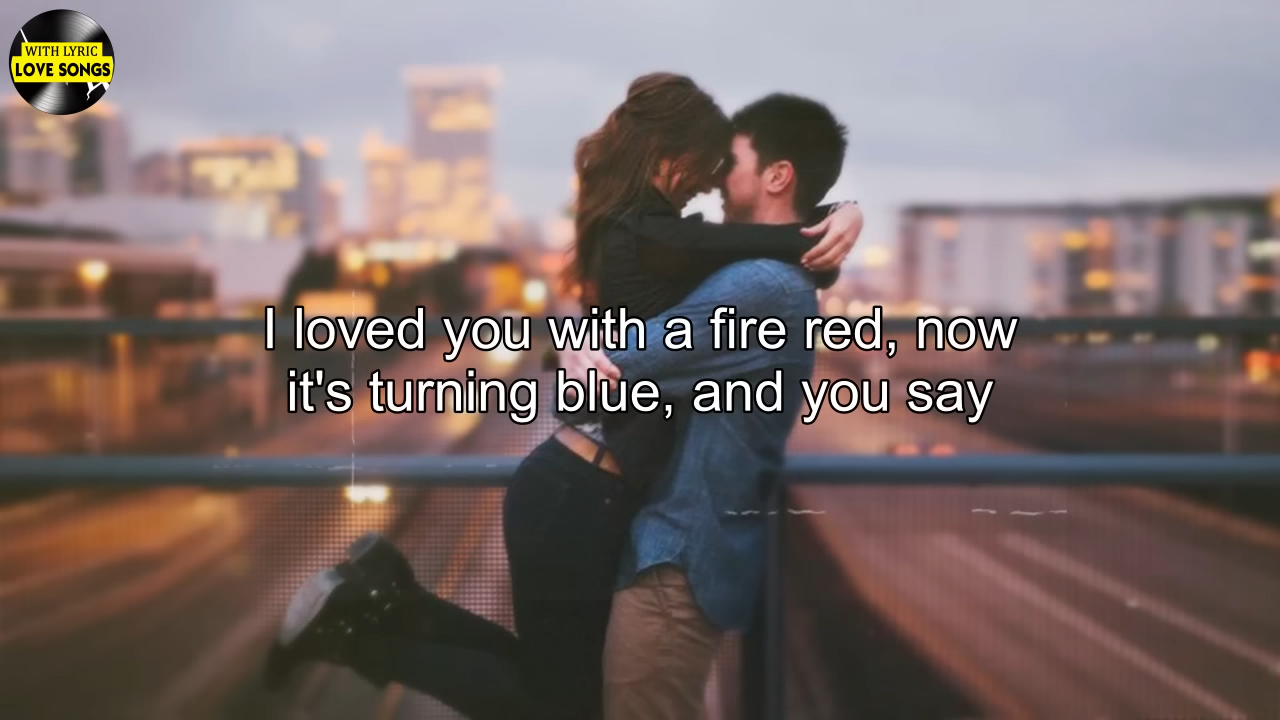 WITH LYRIC
LOVE SONGS
I loved you with a fire red, now
it's turning blue, and you say